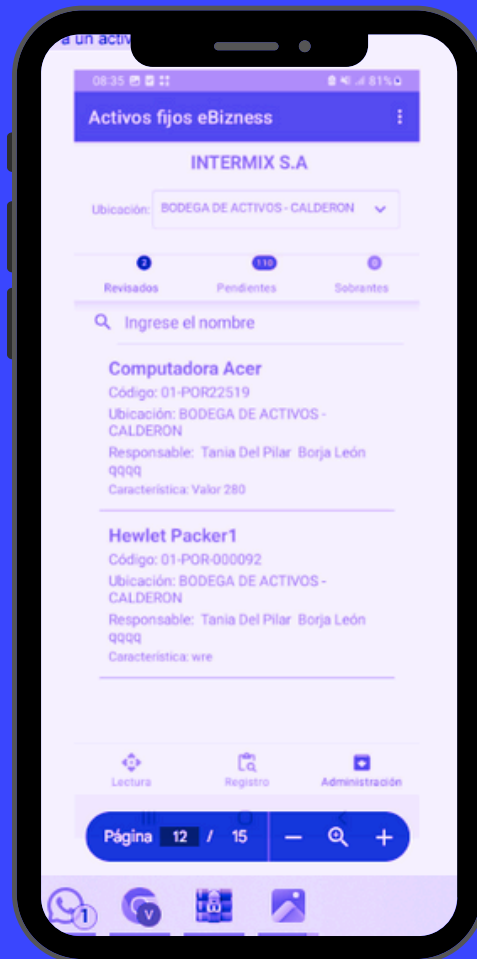 a un activ
08:35 81%
Activos fijos eBizness
INTERMIX S.A
Ubicación: BODEGA DE ACTIVOS - CALDERON
2 110 0
Revisados Pendientes Sobrantes
Ingrese el nombre
Computadora Acer
Código: 01-POR22519
Ubicación: BODEGA DE ACTIVOS -
CALDERON
Responsable: Tania Del Pilar Borja León
qqqq
Característica: Valor 280
Hewlet Packer1
Código: 01-POR-000092
Ubicación: BODEGA DE ACTIVOS -
CALDERON
Responsable: Tania Del Pilar Borja León
qqqq
Característica: wre
Lectura Registro Administración
Página 12 / 15
1 V